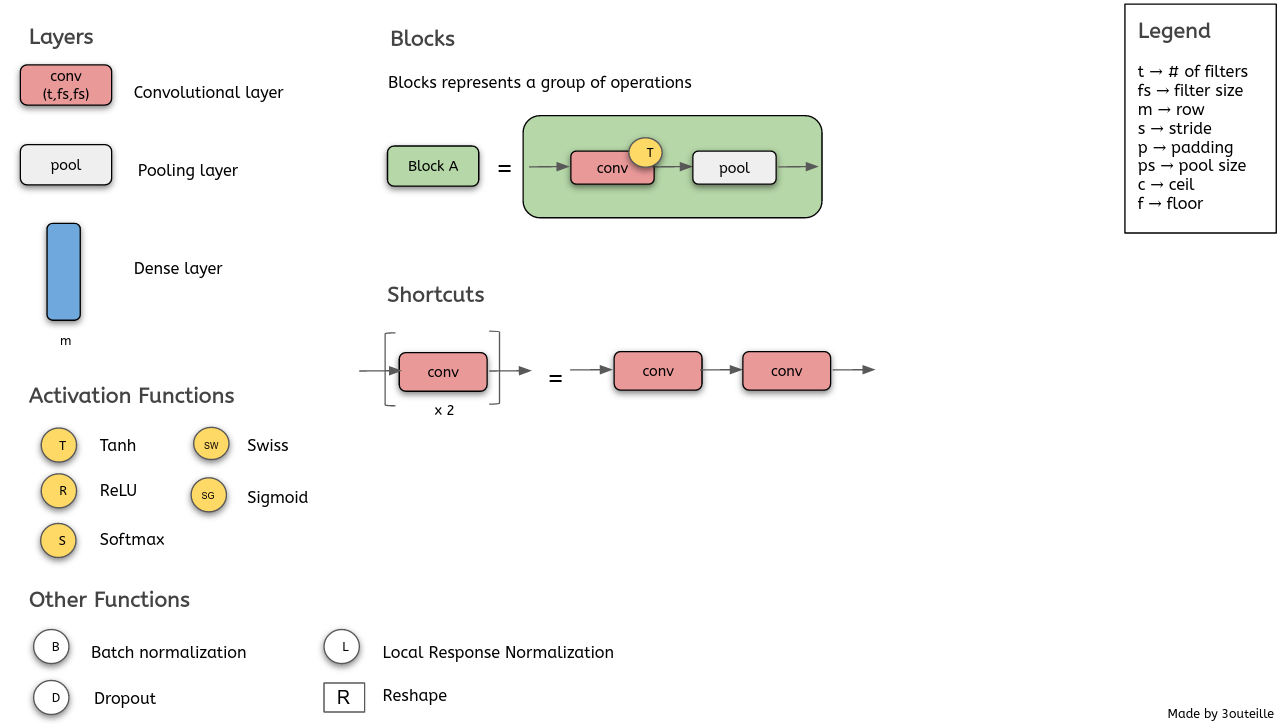 Layers
conv
(t,fs,fs)
Convolutional layer
pool
Pooling layer
Dense layer
m
Activation Functions
T
Tanh
SW
Swiss
R
ReLU
SG
Sigmoid
S
Softmax
Other Functions
B
Batch normalization
L
Local Response Normalization
D
Dropout
R
Reshape
Blocks
Blocks represents a group of operations
Block A
=
conv
T
pool
Shortcuts
conv
x 2
=
conv
conv
Legend
t → # of filters
fs → filter size
m → row
s → stride
p → padding
ps → pool size
c → ceil
f → floor
Made by 3outeille